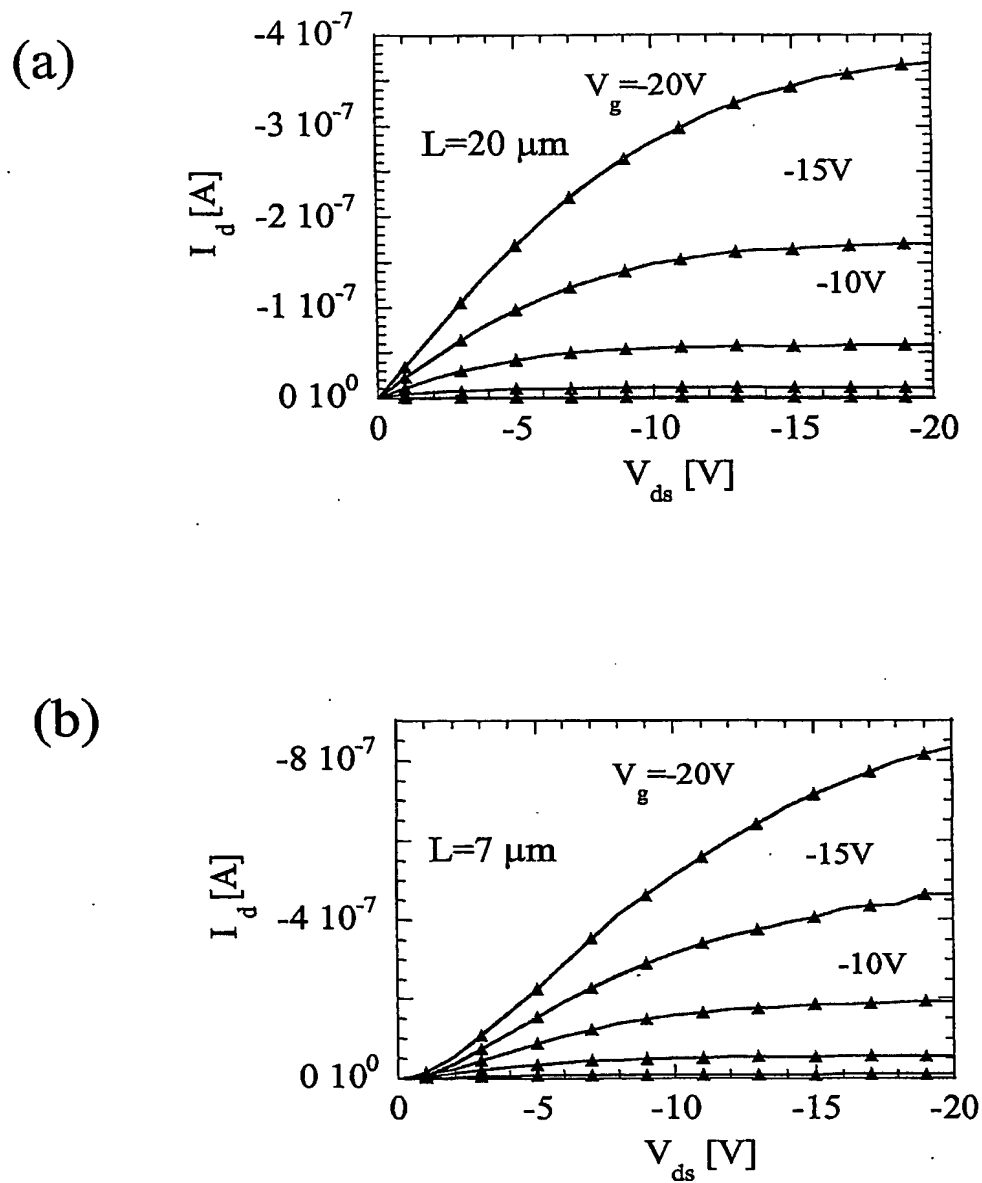 (a)
-4 10-7
-3 10-7
-2 10-7
-1 10-7
0 100
Id [A]
Vg=-20V
L=20 µm
-15V
-10V
0 -5 -10 -15 -20
Vds [V]
(b)
-8 10-7
-4 10-7
0 100
Id [A]
Vg=-20V
L=7 µm
-15V
-10V
0 -5 -10 -15 -20
Vds [V]